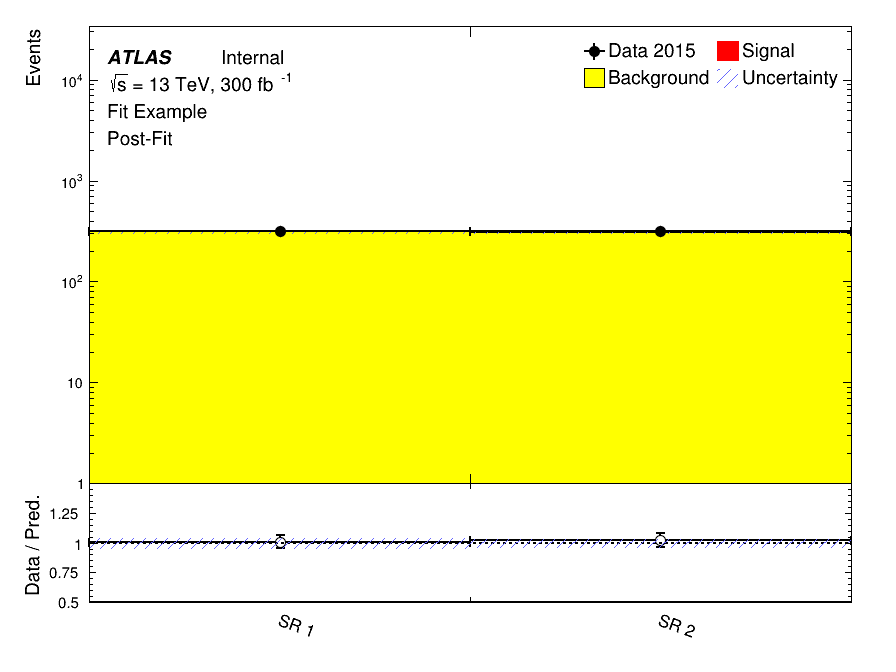 Events
ATLAS Internal
√s = 13 TeV, 300 fb⁻¹
Fit Example
Post-Fit
Data 2015 Signal
Background Uncertainty
10⁴
10³
10²
10
1
Data / Pred.
1.25
1
0.75
0.5
SR 1 SR 2